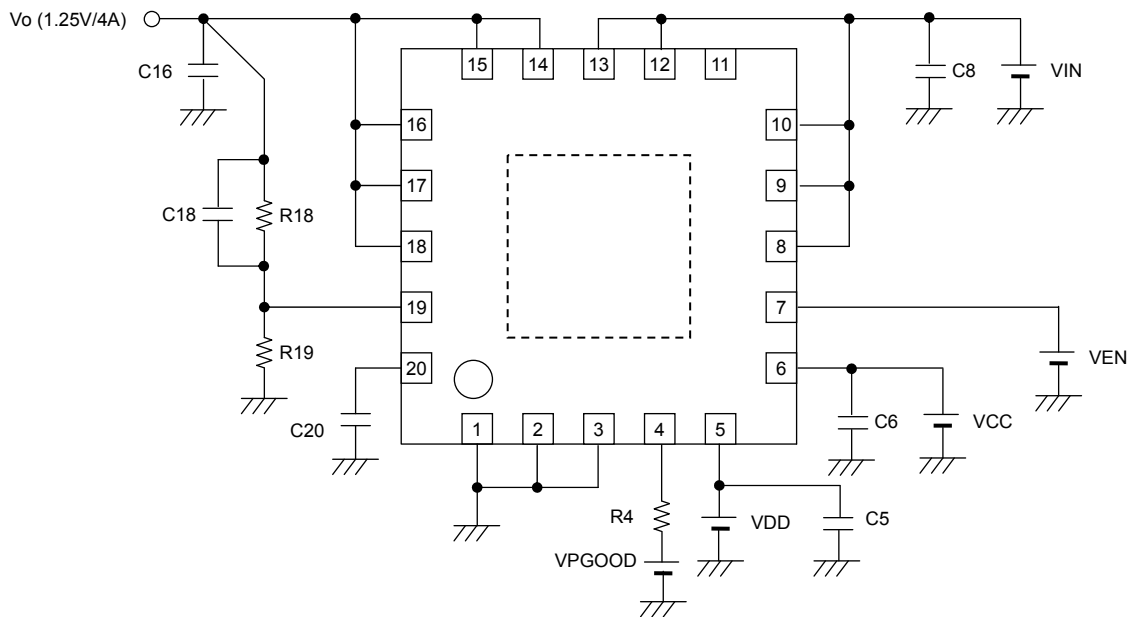 Vo (1.25V/4A)
15 14 13 12 11
C16
C8
VIN
16
10
17
9
C18
R18
18
8
19
7
R19
VEN
20
6
C20
C6
VCC
1 2 3 4 5
R4
VDD
C5
VPGOOD